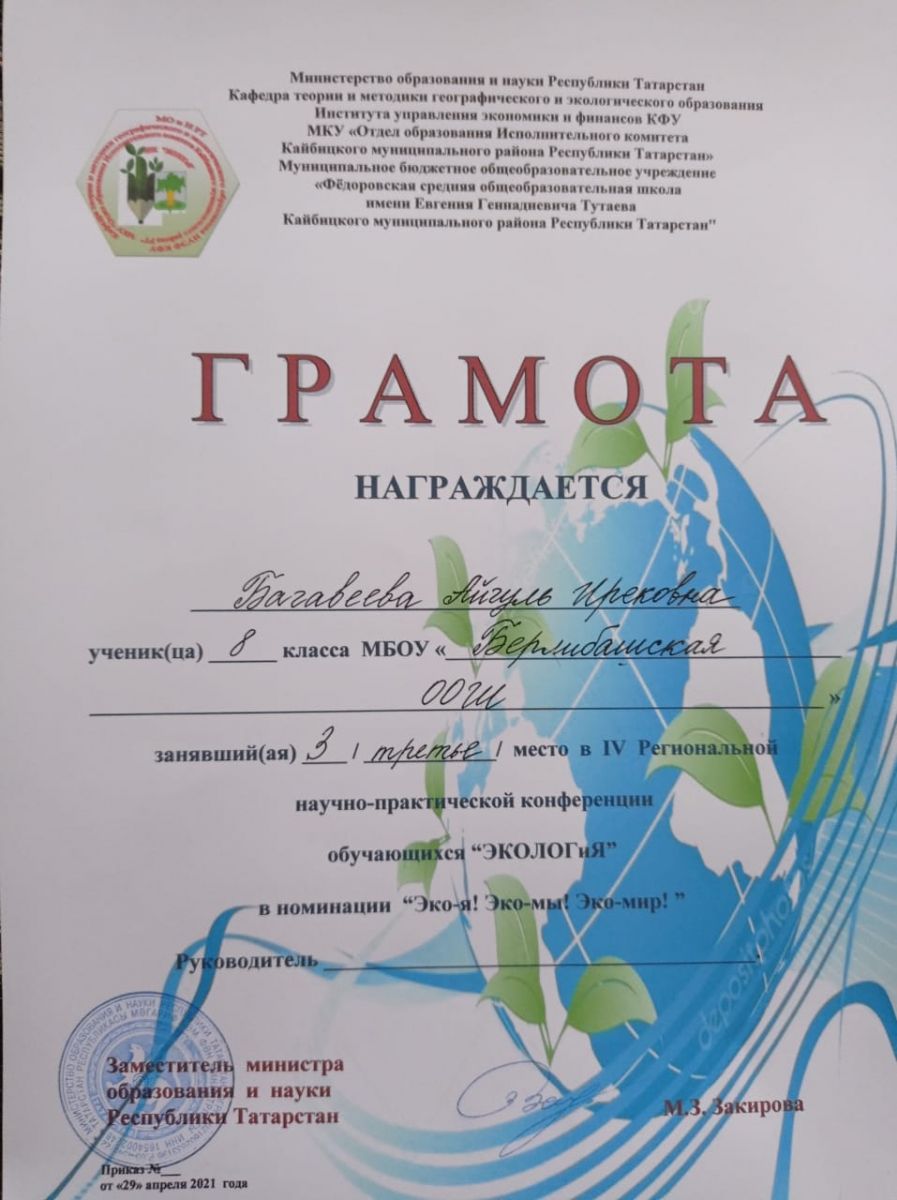 Министерство образования и науки Республики Татарстан
Кафедра теории и методики географического и экологического образования
Института управления экономики и финансов КФУ
МКУ «Отдел образования Исполнительного комитета
Кайбицкого муниципального района Республики Татарстан»
Муниципальное бюджетное общеобразовательное учреждение
«Фёдоровская средняя общеобразовательная школа
имени Евгения Геннадиевича Тутаева
Кайбицкого муниципального района Республики Татарстан"
МО и Н РТ
ГРАМОТА
НАГРАЖДАЕТСЯ
Багавеева Айгуль Ирековна
ученик(ца) 8 класса МБОУ « Берлибашская
ООШ »
занявший(ая) 3 / третье / место в IV Региональной
научно-практической конференции
обучающихся “ЭКОЛОГиЯ”
в номинации “Эко-я! Эко-мы! Эко-мир! ”
Руководитель
Заместитель министра
образования и науки
Республики Татарстан
М.З. Закирова
Приказ №
от «29» апреля 2021 года
depositpho